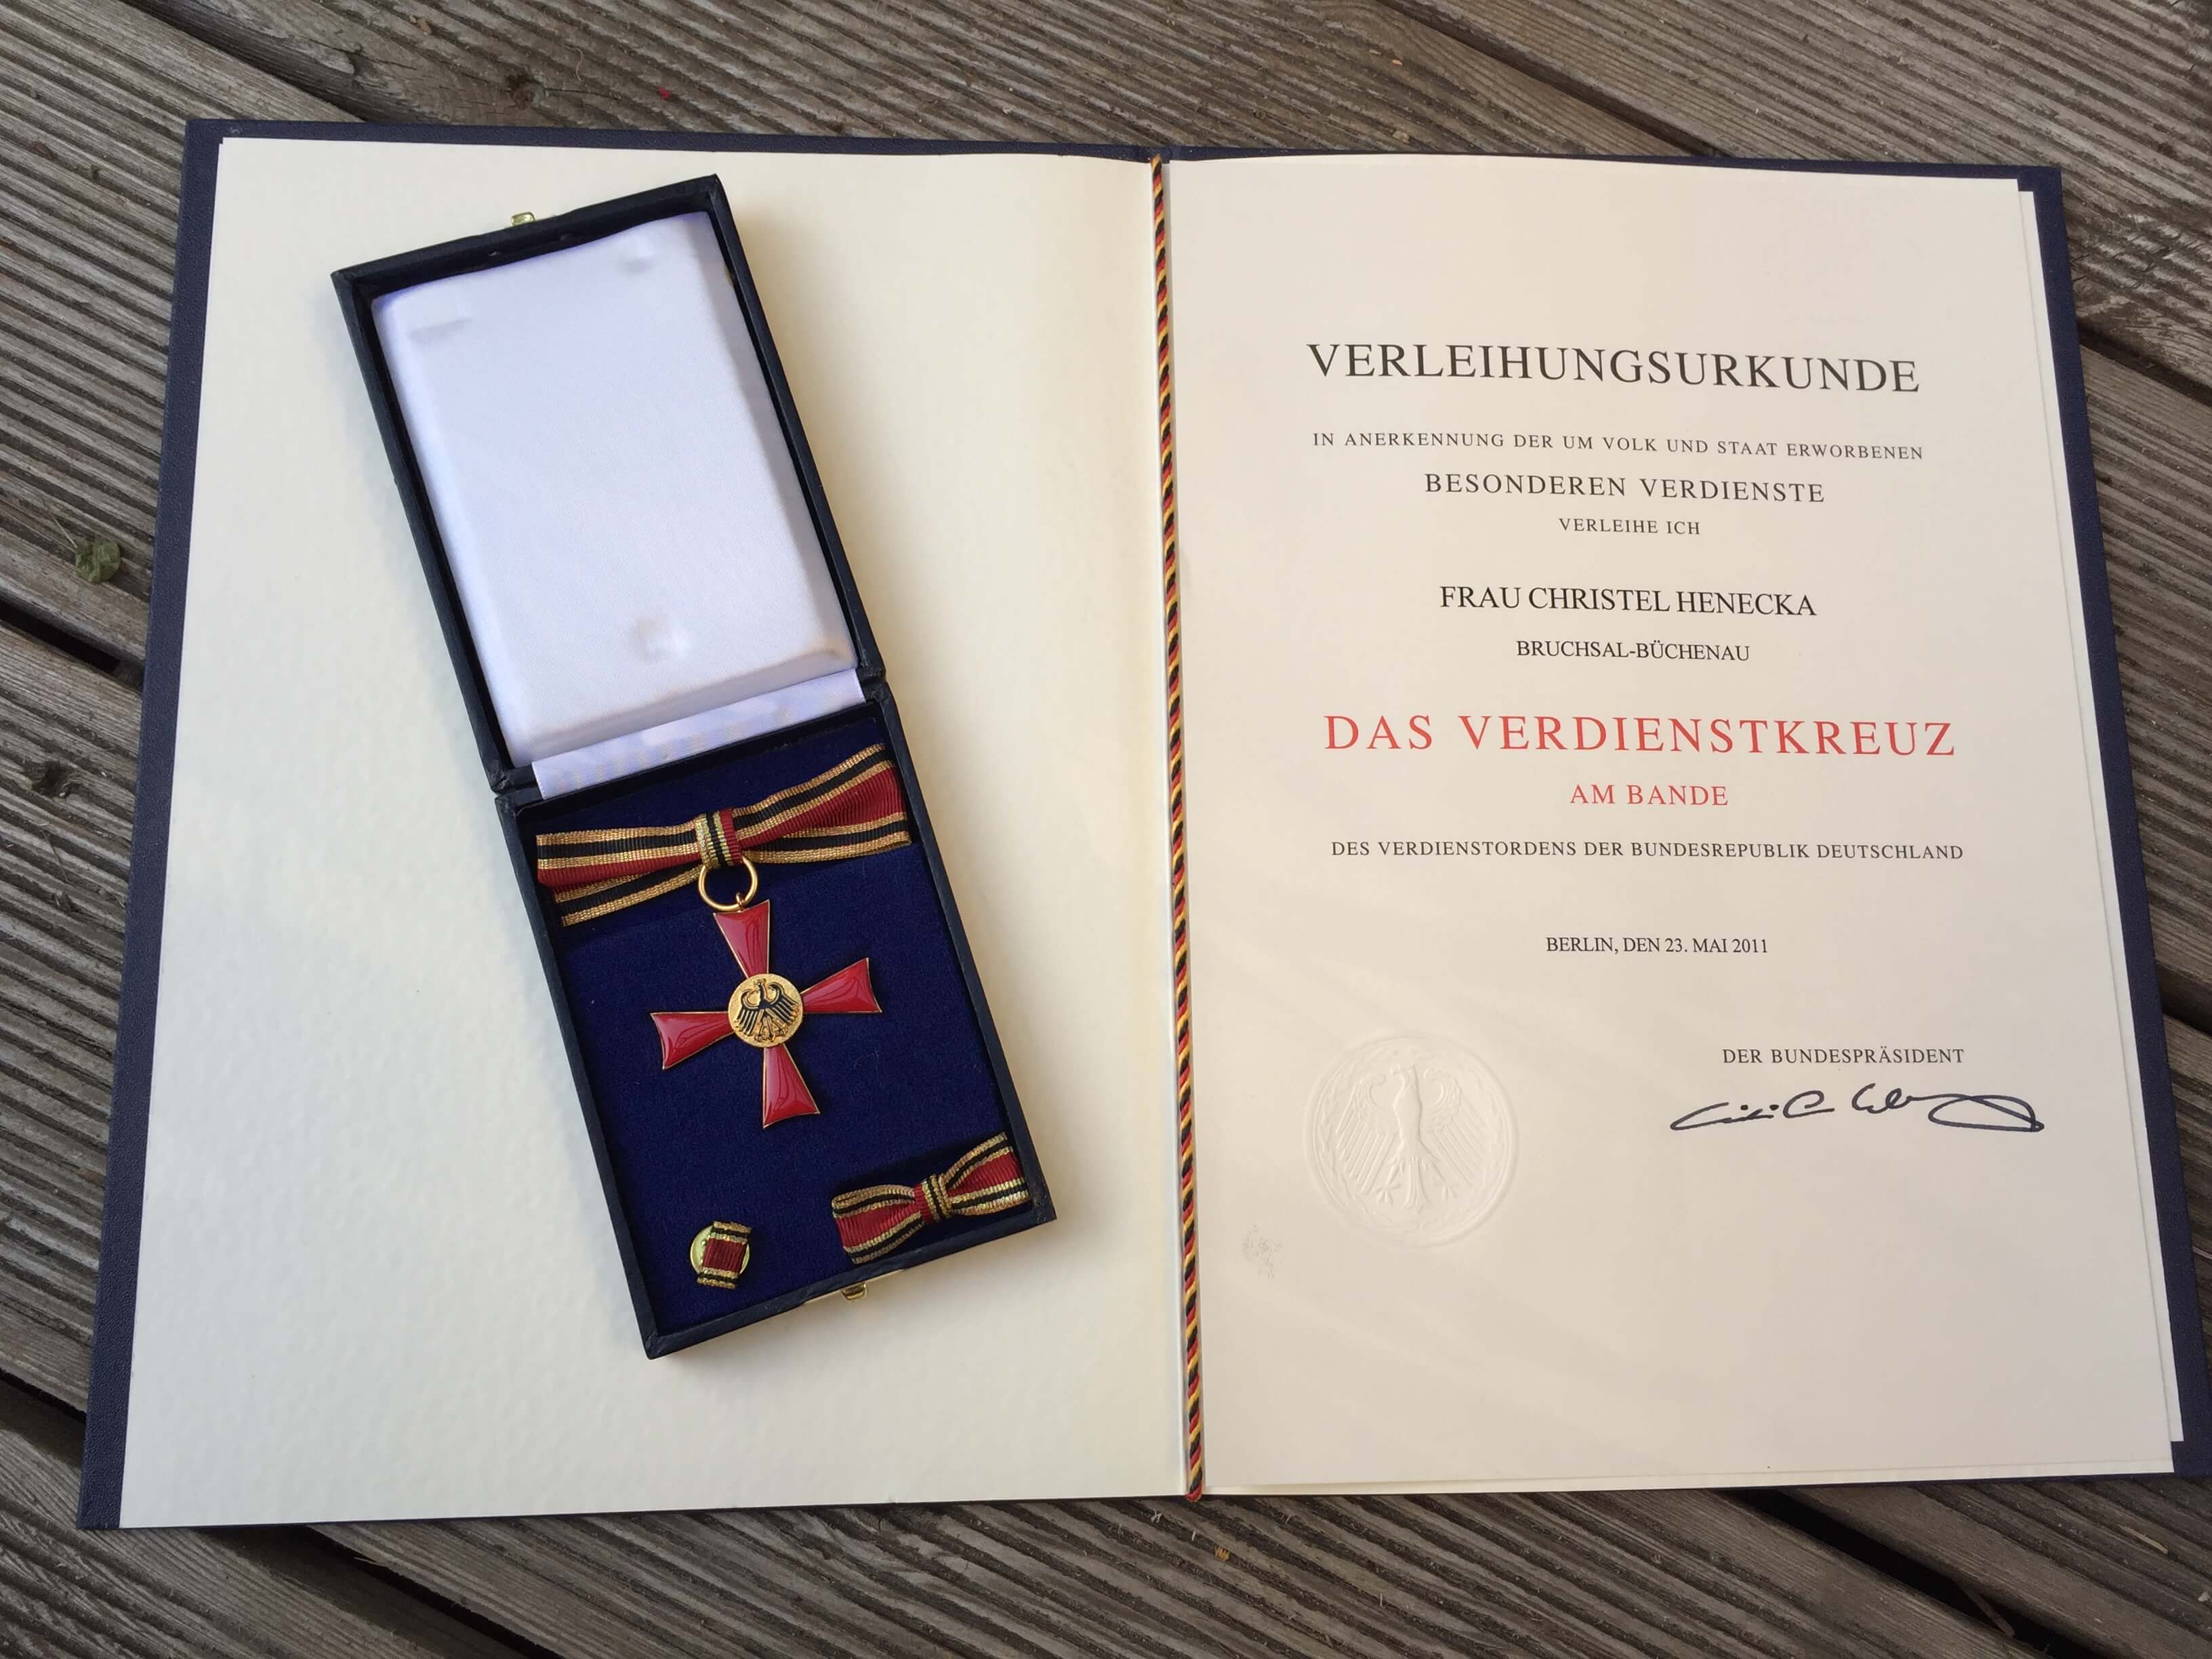 VERLEIHUNGSURKUNDE
IN ANERKENNUNG DER UM VOLK UND STAAT ERWORBENEN
BESONDEREN VERDIENSTE
VERLEIHE ICH
FRAU CHRISTEL HENECKA
BRUCHSAL-BÜCHENAU
DAS VERDIENSTKREUZ
AM BANDE
DES VERDIENSTORDENS DER BUNDESREPUBLIK DEUTSCHLAND
BERLIN, DEN 23. MAI 2011
DER BUNDESPRÄSIDENT